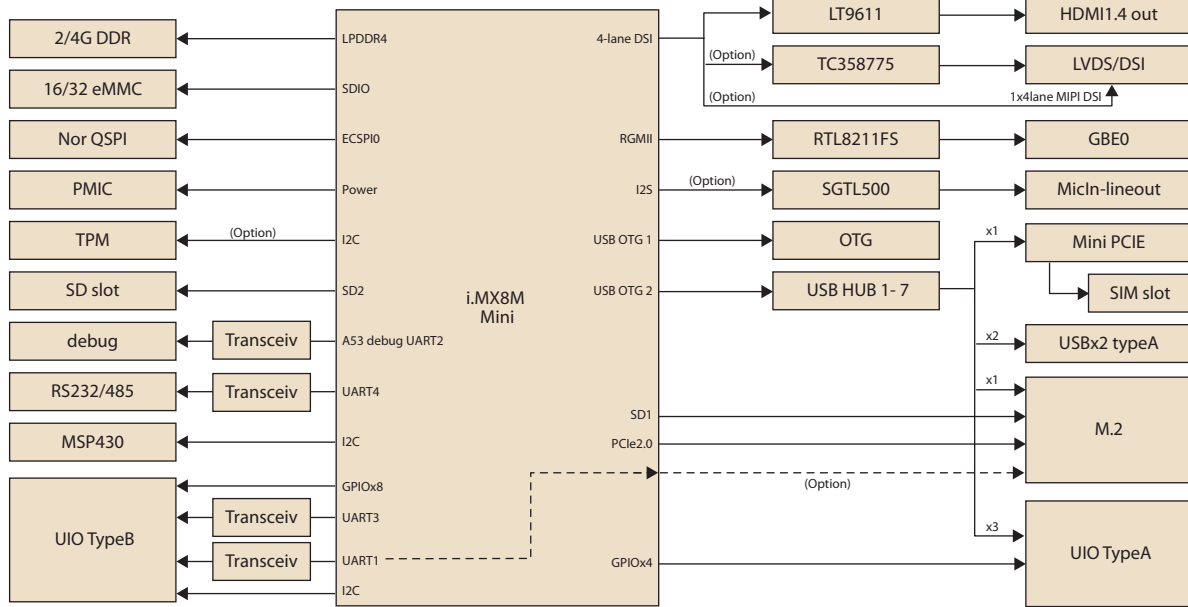 2/4G DDR
16/32 eMMC
Nor QSPI
PMIC
TPM
(Option)
SD slot
debug
Transceiv
RS232/485
Transceiv
MSP430
UIO TypeB
Transceiv
Transceiv
LPDDR4
SDIO
ECSPI0
Power
I2C
SD2
A53 debug UART2
UART4
I2C
GPIOx8
UART3
UART1
I2C
i.MX8M
Mini
4-lane DSI
RGMII
I2S
USB OTG 1
USB OTG 2
SD1
PCIe2.0
GPIOx4
LT9611
HDMI1.4 out
(Option)
TC358775
LVDS/DSI
(Option)
1x4lane MIPI DSI
RTL8211FS
GBE0
(Option)
SGTL500
MicIn-lineout
OTG
USB HUB 1- 7
x1
Mini PCIE
SIM slot
x2
USBx2 typeA
x1
M.2
(Option)
x3
UIO TypeA